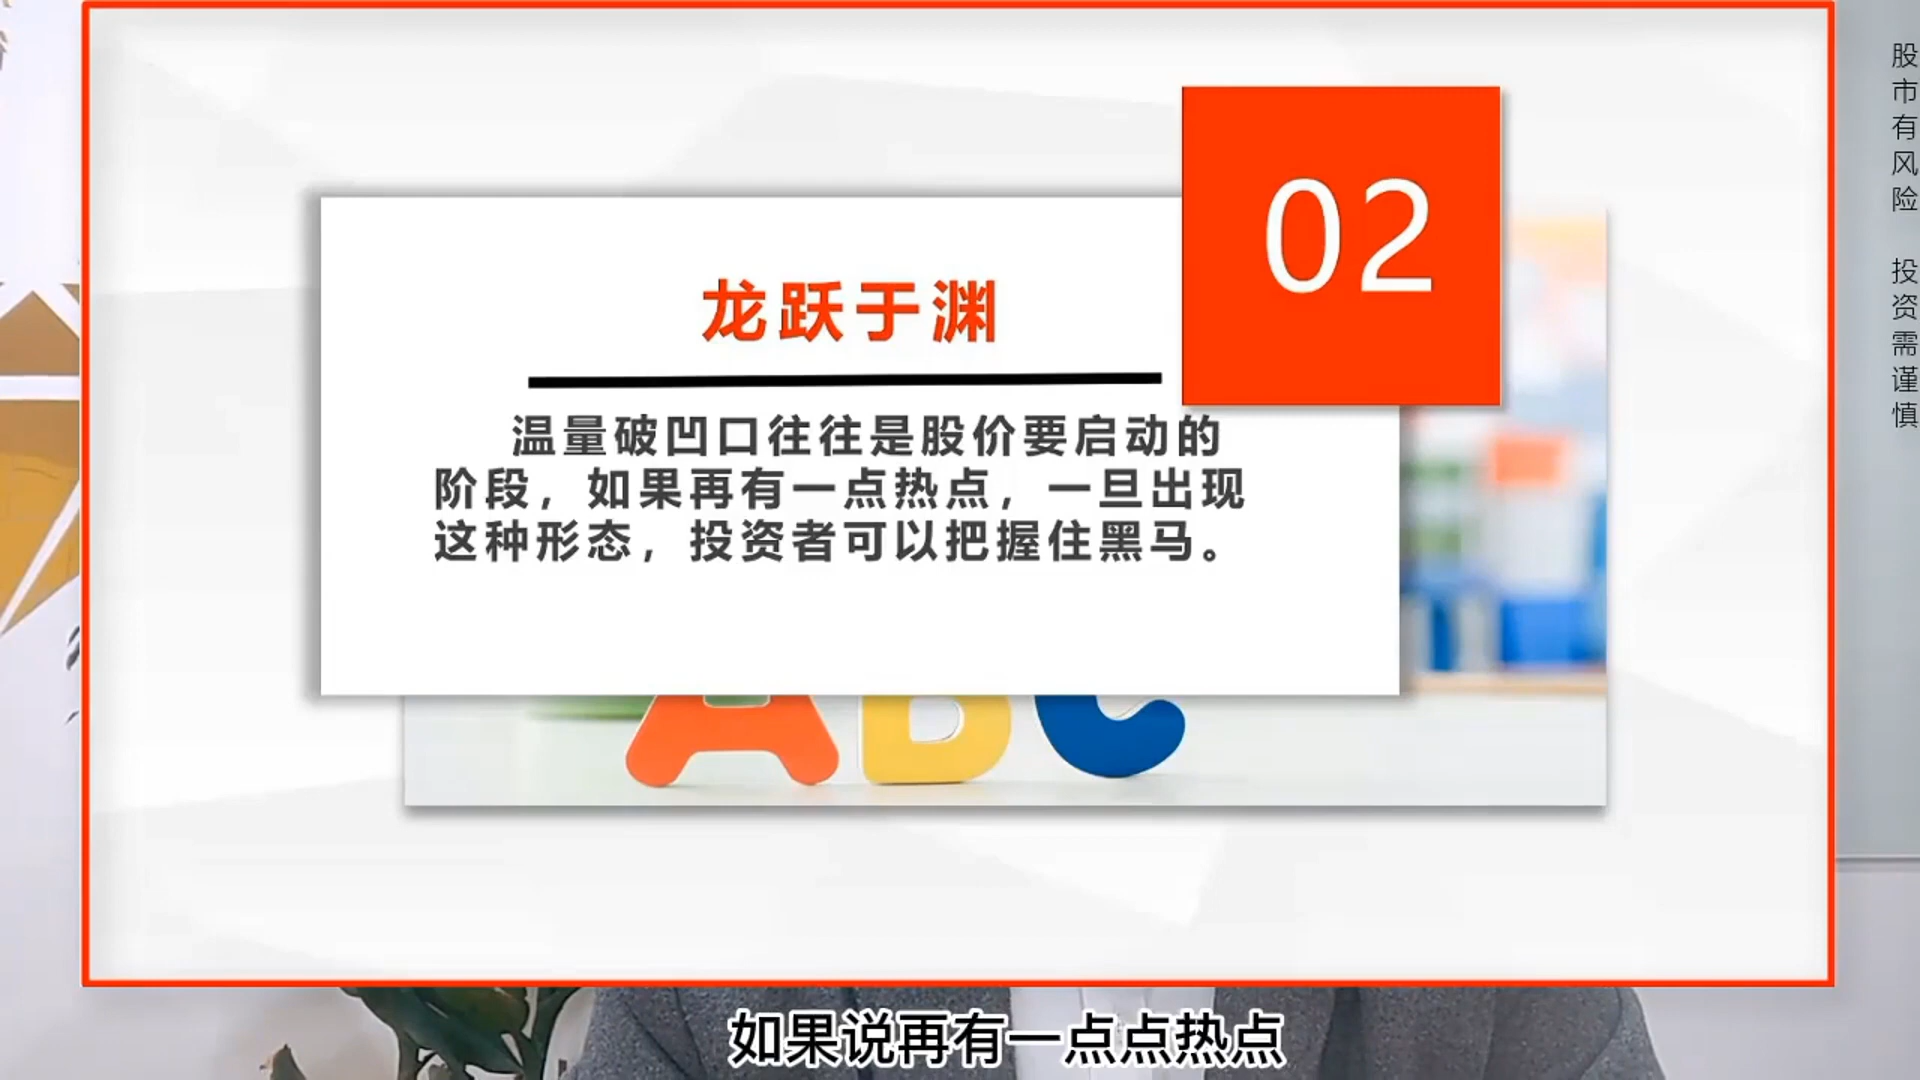 02
龙跃于渊
温量破凹口往往是股价要启动的
阶段，如果再有一点热点，一旦出现
这种形态，投资者可以把握住黑马。
ABC
股市有风险 投资需谨慎
如果说再有一点点热点